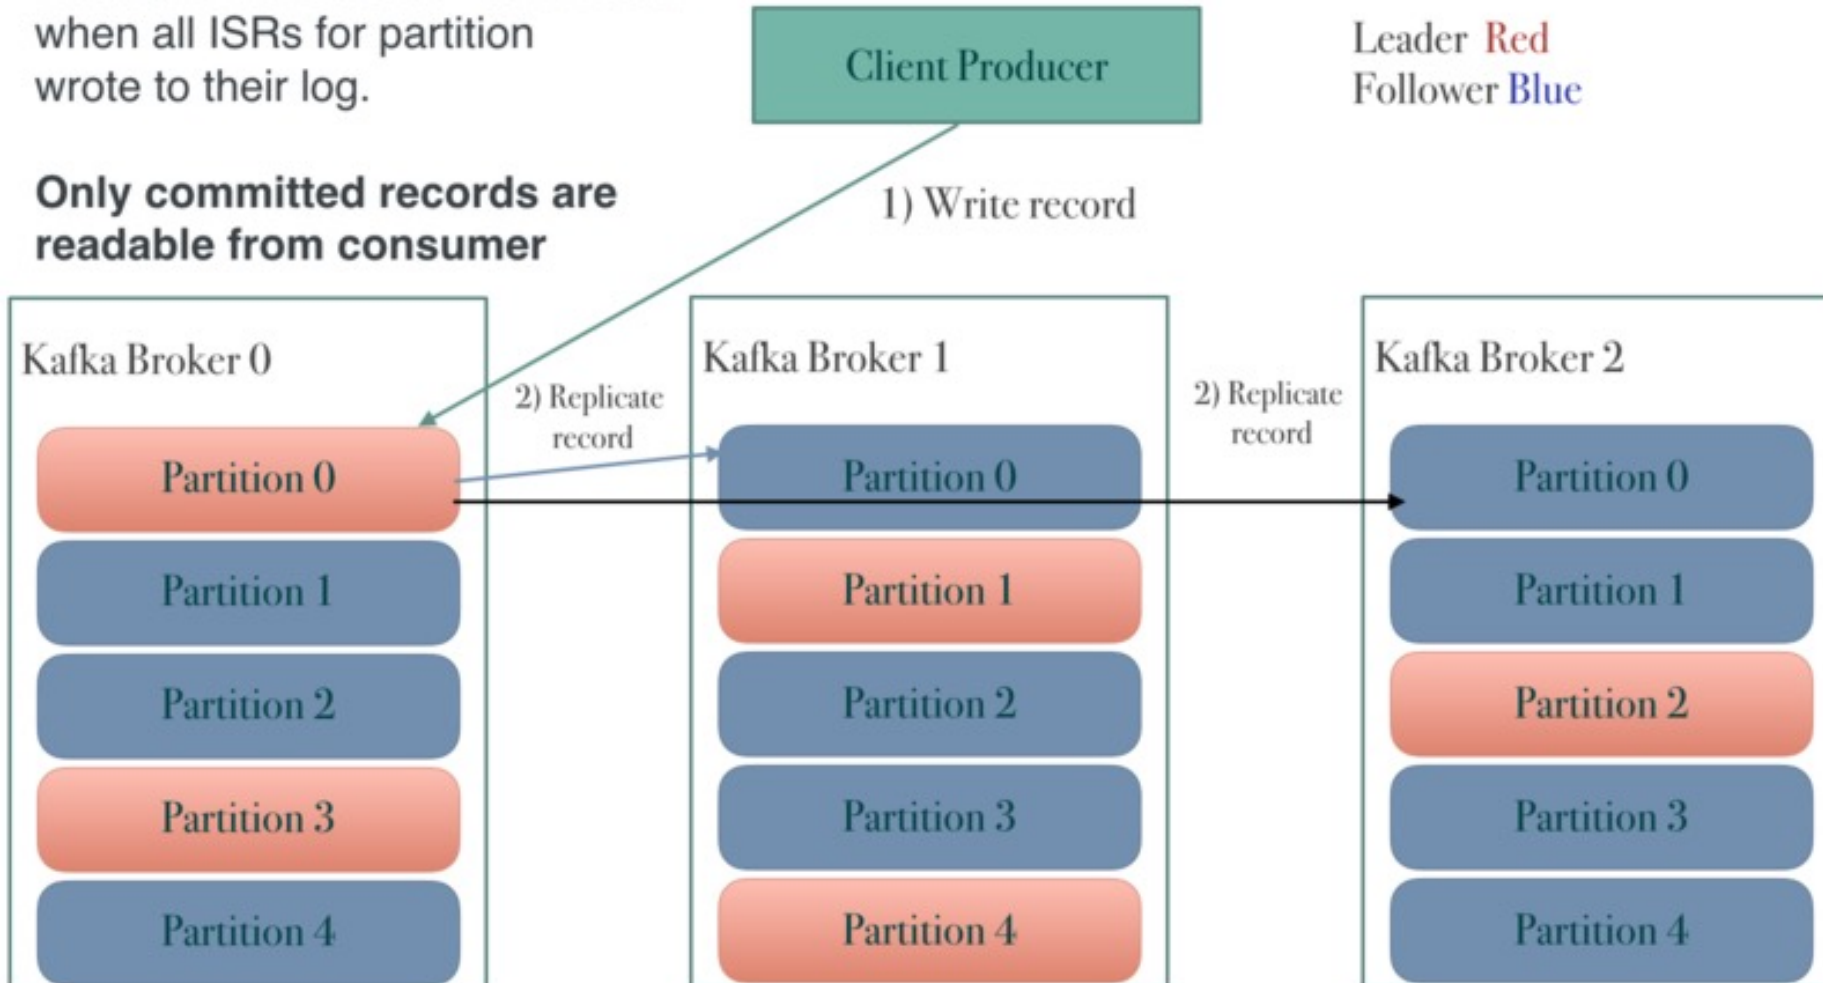 when all ISRs for partition
wrote to their log.
Only committed records are
readable from consumer
Client Producer
Leader Red
Follower Blue
1) Write record
Kafka Broker 0
Partition 0
Partition 1
Partition 2
Partition 3
Partition 4
2) Replicate
record
Kafka Broker 1
Partition 0
Partition 1
Partition 2
Partition 3
Partition 4
2) Replicate
record
Kafka Broker 2
Partition 0
Partition 1
Partition 2
Partition 3
Partition 4